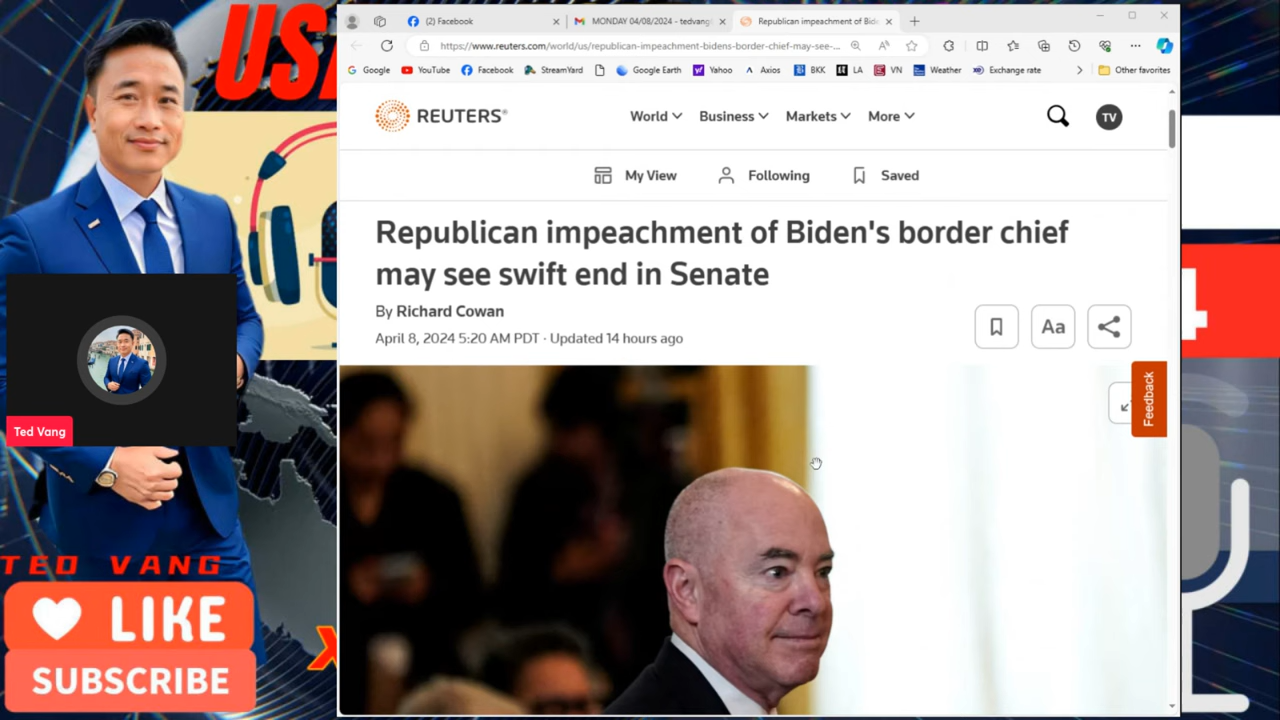 (2) Facebook
MONDAY 04/08/2024 - tedvang
Republican impeachment of Bide
https://www.reuters.com/world/us/republican-impeachment-bidens-border-chief-may-see-...
Google
YouTube
Facebook
StreamYard
Google Earth
Yahoo
Axios
BKK
LA
VN
Weather
Exchange rate
Other favorites
REUTERS
World
Business
Markets
More
TV
My View
Following
Saved
Republican impeachment of Biden's border chief
may see swift end in Senate
By Richard Cowan
April 8, 2024 5:20 AM PDT · Updated 14 hours ago
Aa
Feedback
Ted Vang
TED VANG
LIKE
SUBSCRIBE